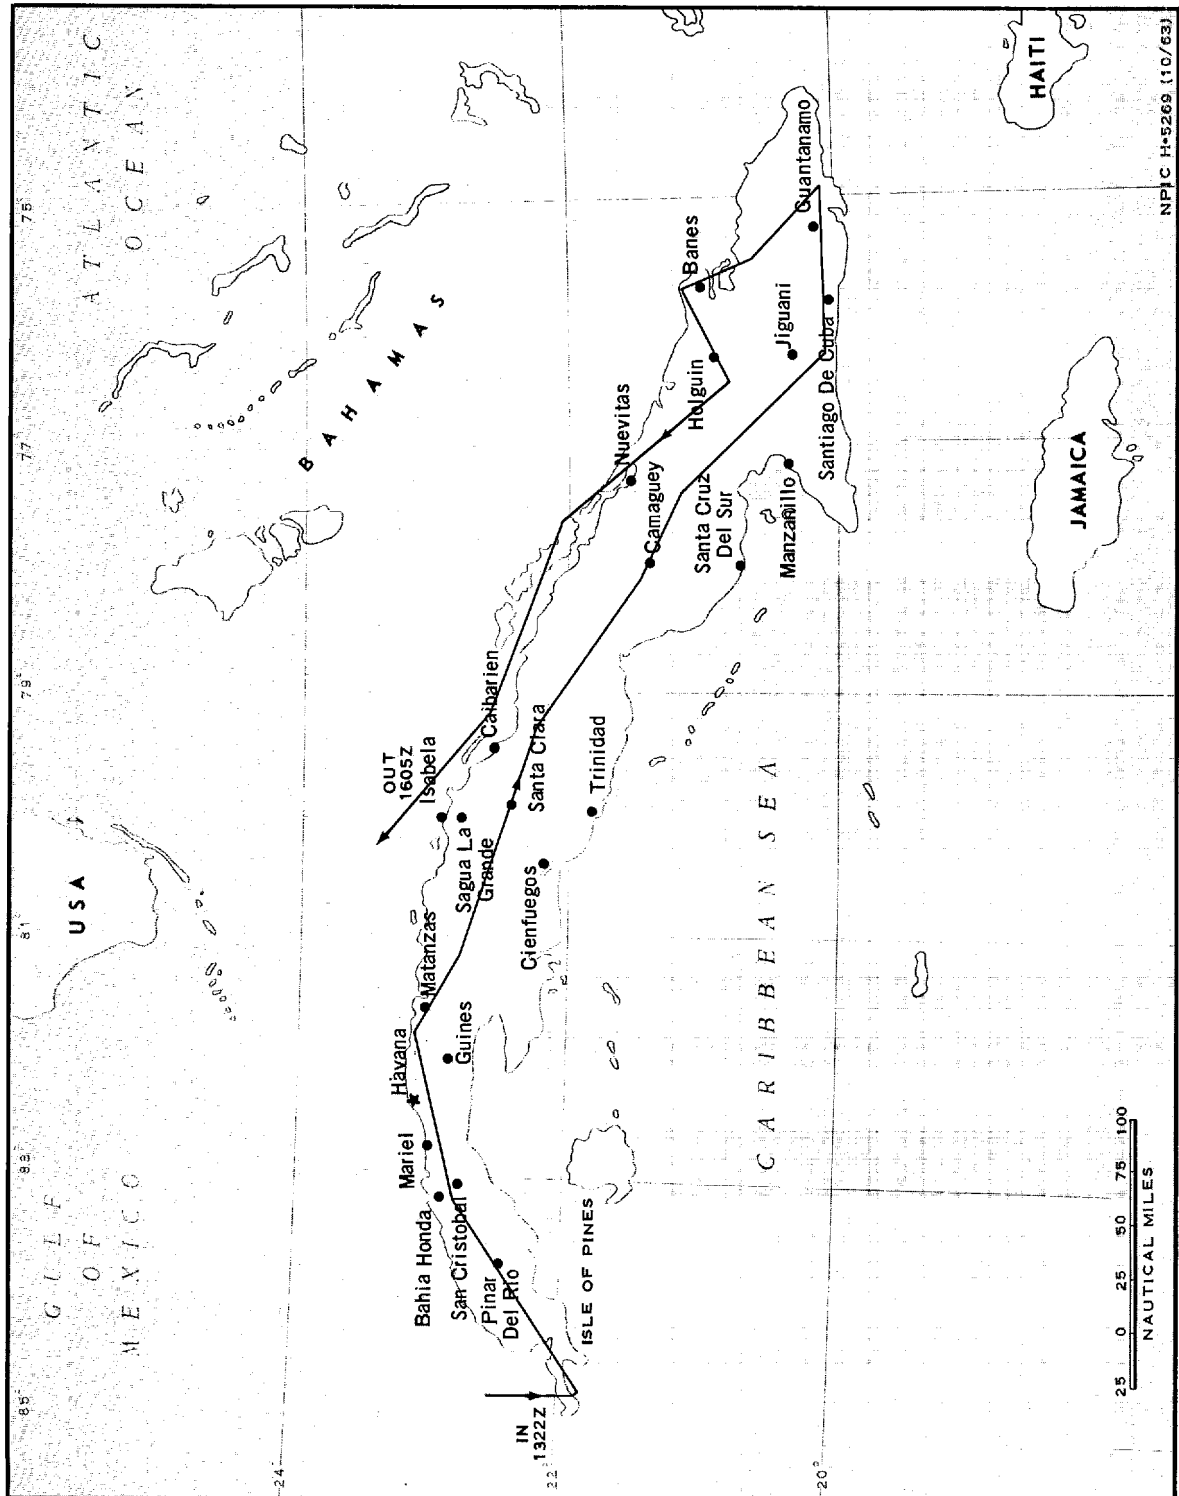 GULF
OF
MEXICO
USA
ATLANTIC
OCEAN
BAHAMAS
85°
83°
81°
79°
77
75
24°
22°
20°
IN
1322Z
OUT
1605Z
Bahia Honda
Mariel
Havana
San Cristobal
Pinar
Del Rio
Guines
Matanzas
Isabela
Sagua La
Grande
Caibarien
Santa Clara
Cienfuegos
Trinidad
Nuevitas
Camaguey
Santa Cruz
Del Sur
Manzanillo
Holguin
Banes
Jiguani
Santiago De Cuba
Guantanamo
ISLE OF PINES
CARIBBEAN SEA
JAMAICA
HAITI
25 0 25 50 75 100
NAUTICAL MILES
NPIC H-5269 (10/63)